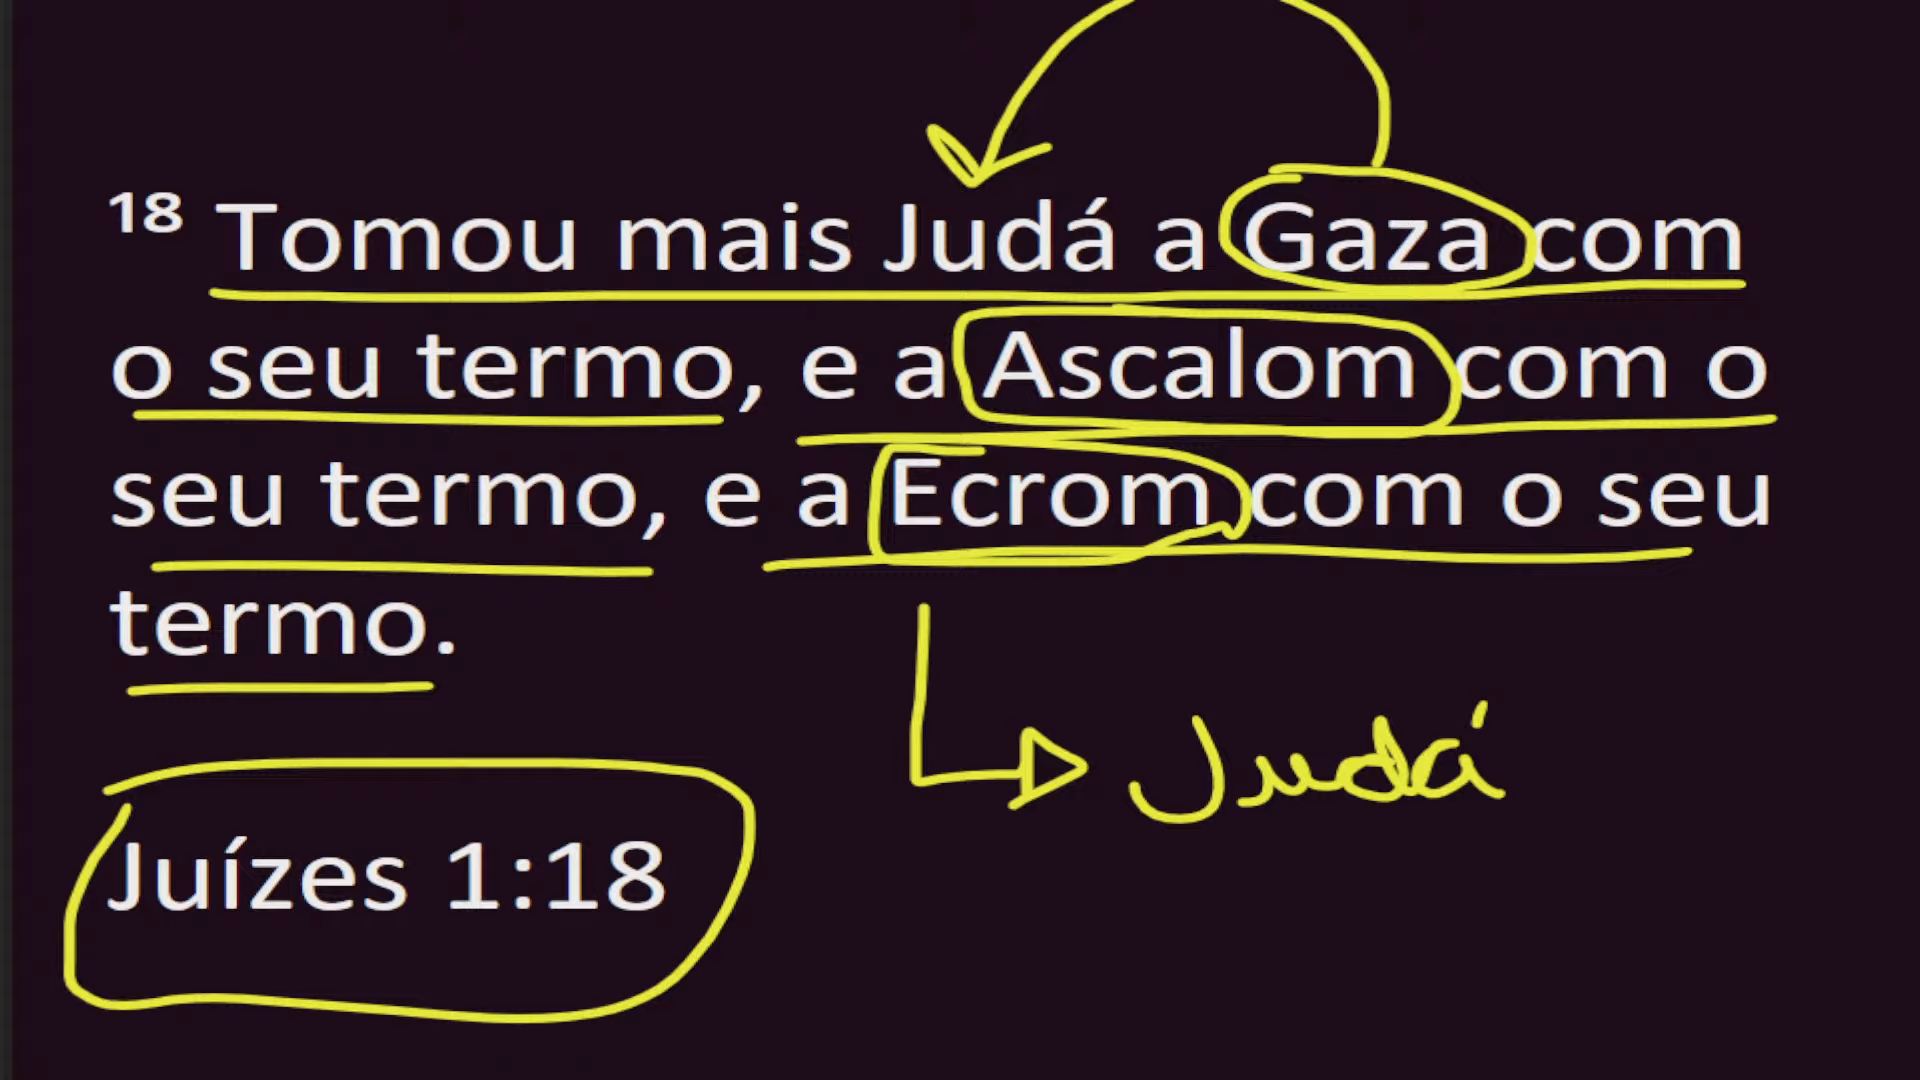 18 Tomou mais Judá a Gaza com
o seu termo, e a Ascalom com o
seu termo, e a Ecrom com o seu
termo.
Judá
Juízes 1:18